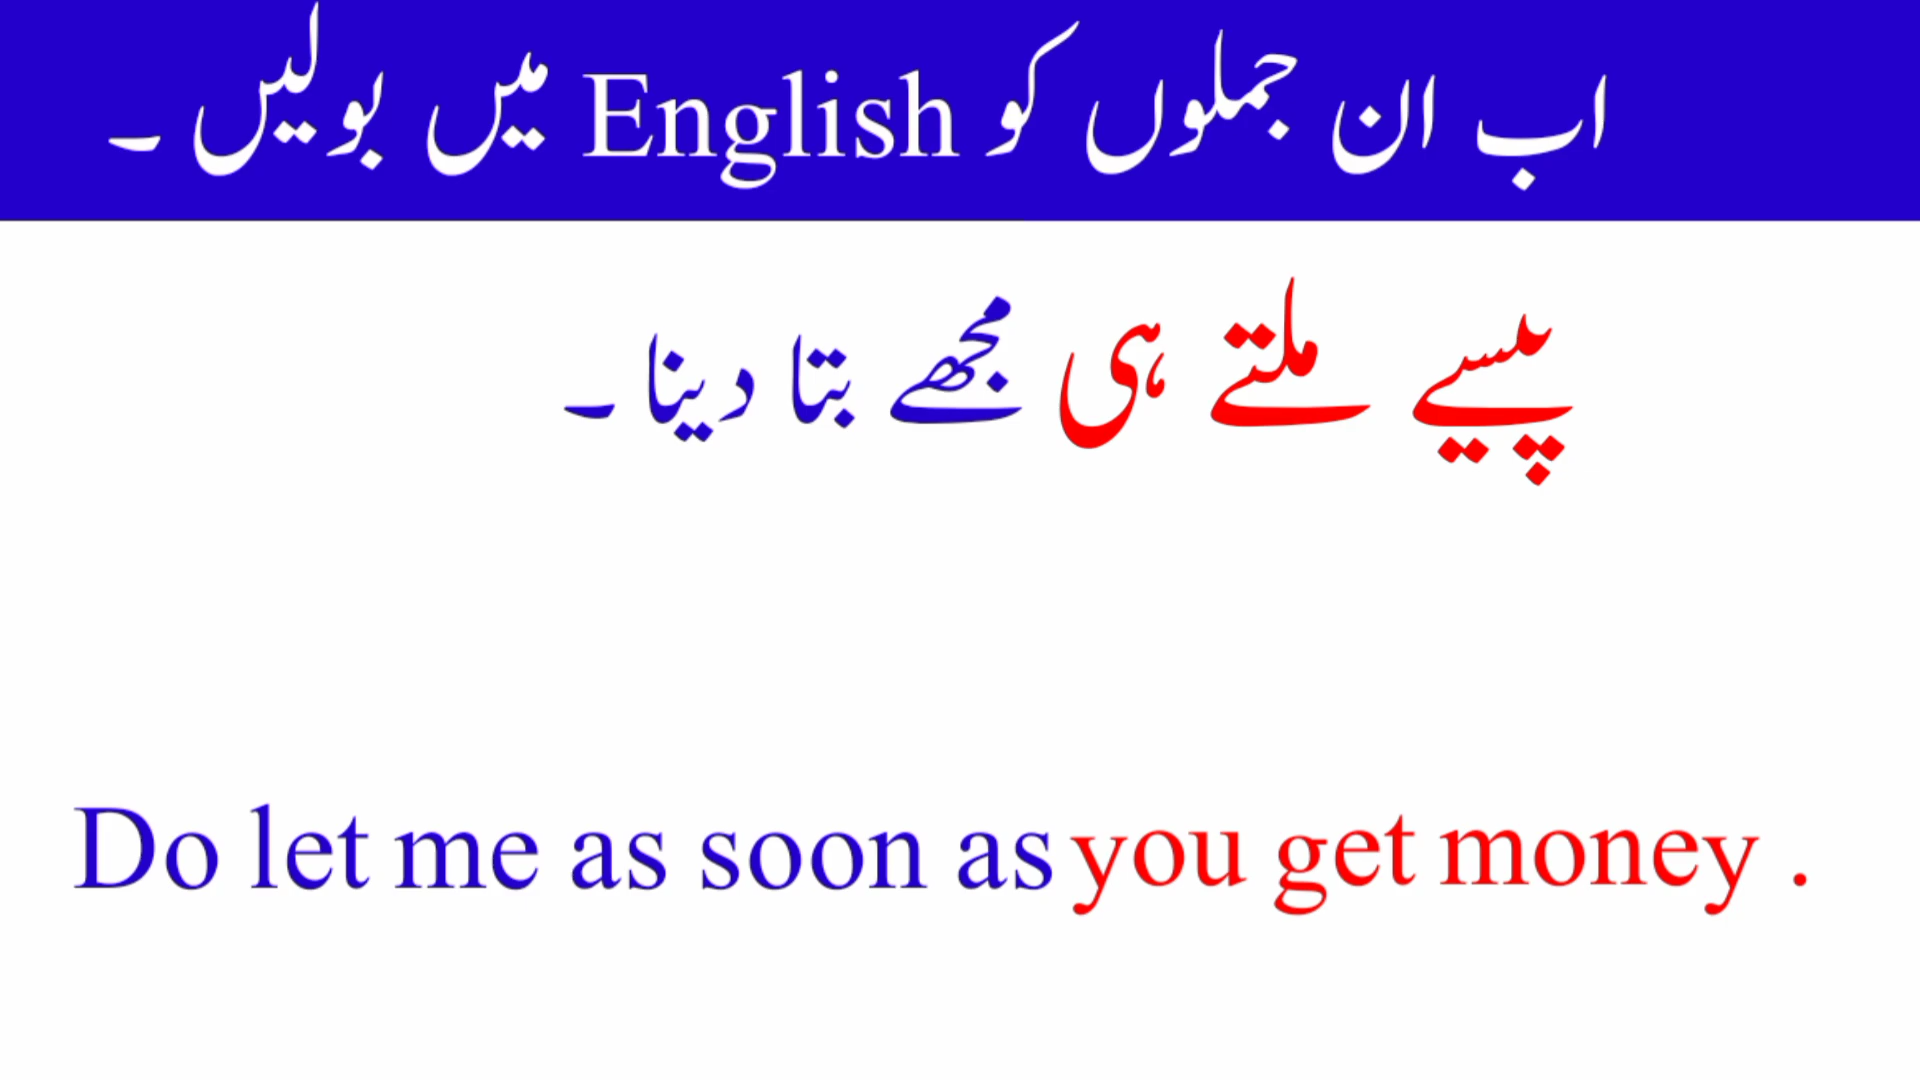 اب ان جملوں کو English میں بولیں ۔
پیسے ملتے ہی مجھے بتا دینا ۔
Do let me as soon as you get money .